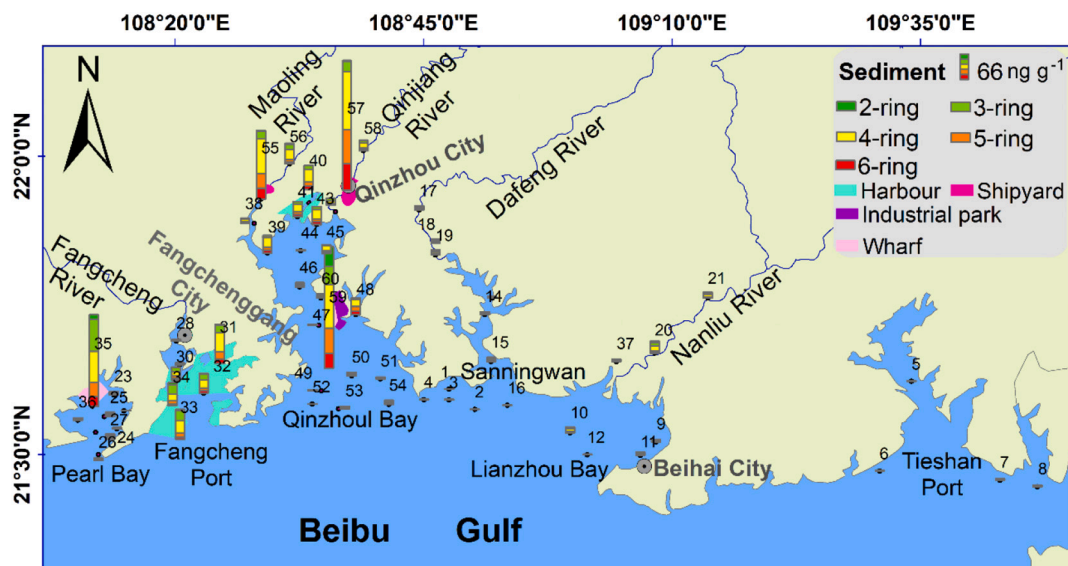 108°20'E 108°45'E 109°10'E 109°35'E
22°0'N
21°30'N
22°0'N
21°30'N
N
Sediment 66 ng g⁻¹
2-ring 3-ring
4-ring 5-ring
6-ring
Harbour Shipyard
Industrial park
Wharf
Maoling
River
Qinjiang
River
Qinzhou City
Dafeng River
Nanliu River
Fangcheng
River
Fangchenggang
City
Sanningwan
Qinzhoul Bay
Pearl Bay
Fangcheng
Port
Lianzhou Bay
Beihai City
Tieshan
Port
Beibu Gulf
57
58
56
55
40
41
43
38
39
44
45
46
60
59
48
47
17
18
19
14
15
21
20
37
28
31
30
32
34
33
35
23
36
25
27
24
26
50
51
49
52
53
54
1
4
3
2
16
10
12
9
11
5
6
7
8